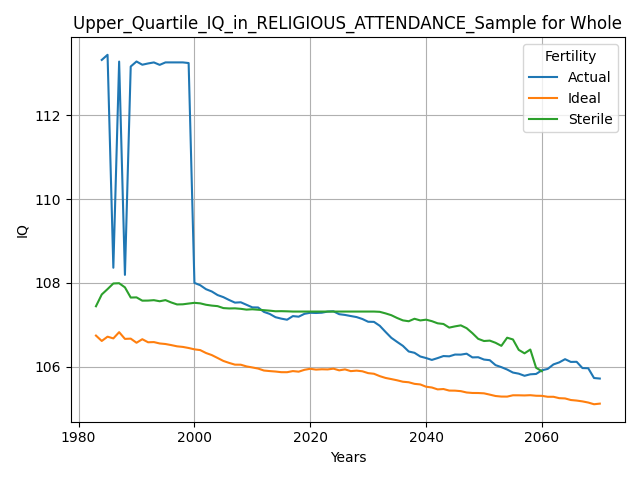 Upper_Quartile_IQ_in_RELIGIOUS_ATTENDANCE_Sample for Whole
Fertility
Actual
Ideal
Sterile
112
110
108
106
IQ
1980
2000
2020
2040
2060
Years